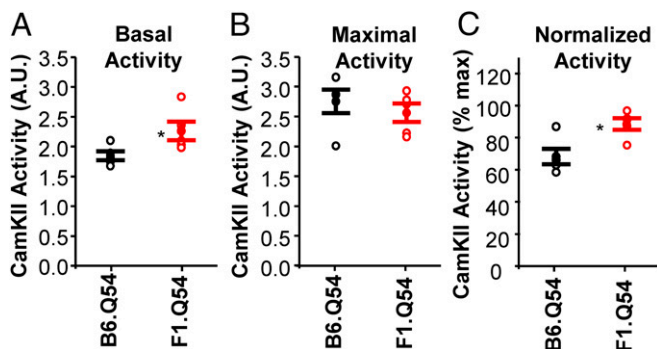 A
Basal
Activity
CamKII Activity (A.U.)
3.5
3.0
2.5
2.0
1.5
1.0
0.5
0.0
*
B6.Q54
F1.Q54
B
Maximal
Activity
CamKII Activity (A.U.)
3.5
3.0
2.5
2.0
1.5
1.0
0.5
0.0
B6.Q54
F1.Q54
C
Normalized
Activity
CamKII Activity (% max)
120
100
80
60
40
20
0
*
B6.Q54
F1.Q54